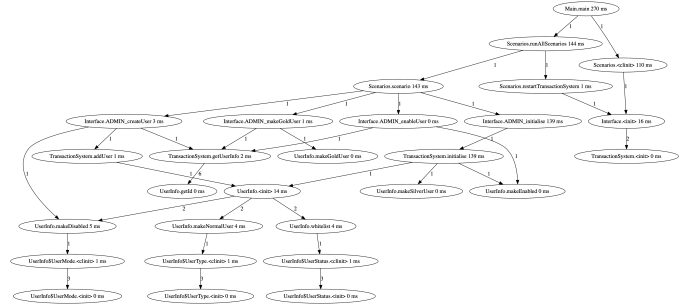 Main.main 270 ms
1
1
Scenarios.runAllScenarios 144 ms
Scenarios.<clinit> 110 ms
1
1
1
Scenarios.scenario 143 ms
Scenarios.restartTransactionSystem 1 ms
1
1
1
1
1
Interface.ADMIN_createUser 3 ms
Interface.ADMIN_makeGoldUser 1 ms
Interface.ADMIN_enableUser 0 ms
Interface.ADMIN_initialise 139 ms
Interface.<init> 16 ms
1
1
1
1
1
1
2
TransactionSystem.addUser 1 ms
TransactionSystem.getUserInfo 2 ms
UserInfo.makeGoldUser 0 ms
TransactionSystem.initialise 139 ms
TransactionSystem.<init> 0 ms
1
1
6
1
1
1
1
UserInfo.getId 0 ms
UserInfo.<init> 14 ms
UserInfo.makeSilverUser 0 ms
UserInfo.makeEnabled 0 ms
2
2
2
UserInfo.makeDisabled 5 ms
UserInfo.makeNormalUser 4 ms
UserInfo.whitelist 4 ms
1
1
1
UserInfo$UserMode.<clinit> 1 ms
UserInfo$UserType.<clinit> 1 ms
UserInfo$UserStatus.<clinit> 1 ms
3
3
3
UserInfo$UserMode.<init> 0 ms
UserInfo$UserType.<init> 0 ms
UserInfo$UserStatus.<init> 0 ms